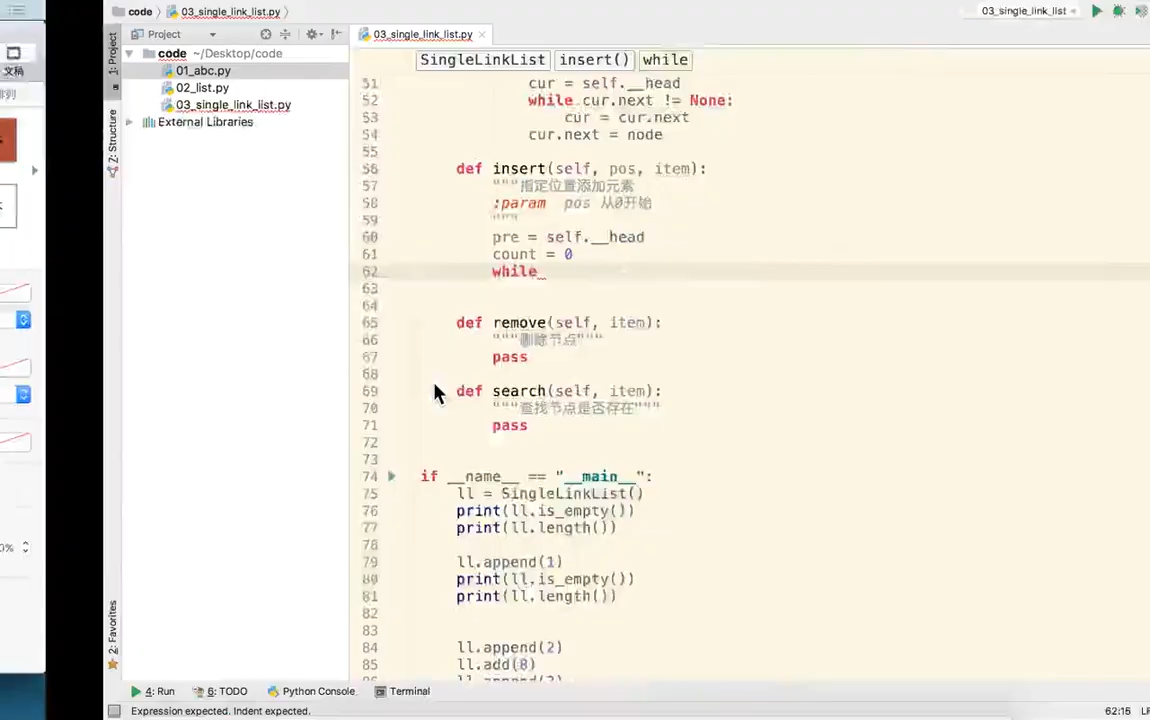 code 03_single_link_list.py
03_single_link_list
1: Project
Project
03_single_link_list.py
文稿
code ~/Desktop/code
01_abc.py
02_list.py
03_single_link_list.py
External Libraries
7: Structure
2: Favorites
SingleLinkList insert() while
51 cur = self.__head
52 while cur.next != None:
53 cur = cur.next
54 cur.next = node
55
56 def insert(self, pos, item):
57 """指定位置添加元素
58 :param pos 从0开始
59 """
60 pre = self.__head
61 count = 0
62 while
63
64
65 def remove(self, item):
66 """删除节点"""
67 pass
68
69 def search(self, item):
70 """查找节点是否存在"""
71 pass
72
73
74 if __name__ == "__main__":
75 ll = SingleLinkList()
76 print(ll.is_empty())
77 print(ll.length())
78
79 ll.append(1)
80 print(ll.is_empty())
81 print(ll.length())
82
83
84 ll.append(2)
85 ll.add(8)
4: Run 6: TODO Python Console Terminal
Expression expected. Indent expected. 62:15